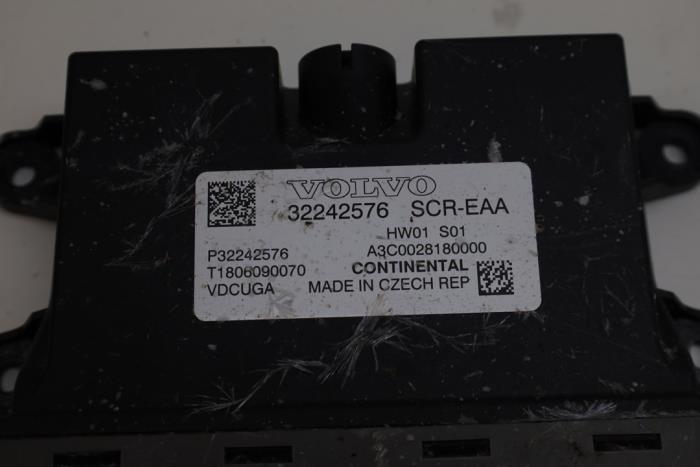 VOLVO
32242576 SCR-EAA
HW01 S01
P32242576 A3C0028180000
T1806090070 CONTINENTAL
VDCUGA MADE IN CZECH REP